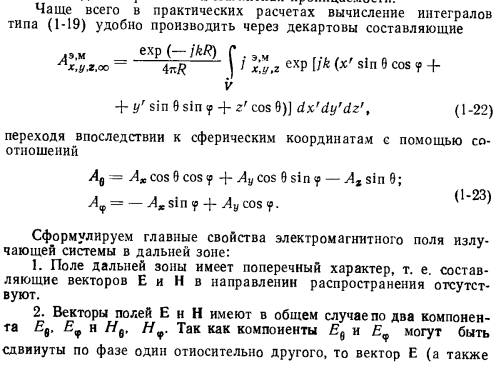 Чаще всего в практических расчетах вычисление интегралов
типа (1-19) удобно производить через декартовы составляющие
A^{э,м}_{x,y,z,∞} = exp (— jkR) / 4πR ∫_V j^{э,м}_{x,y,z} exp [jk (x′ sin θ cos φ +
+ y′ sin θ sin φ + z′ cos θ)] dx′dy′dz′, (1-22)
переходя впоследствии к сферическим координатам с помощью со-
отношений
A_θ = A_x cos θ cos φ + A_y cos θ sin φ — A_z sin θ;
A_φ = — A_x sin φ + A_y cos φ. (1-23)
Сформулируем главные свойства электромагнитного поля излу-
чающей системы в дальней зоне:
1. Поле дальней зоны имеет поперечный характер, т. е. состав-
ляющие векторов E и H в направлении распространения отсутст-
вуют.
2. Векторы полей E и H имеют в общем случае по два компонен-
та E_θ, E_φ и H_θ, H_φ. Так как компоненты E_θ и E_φ могут быть
сдвинуты по фазе один относительно другого, то вектор E (а также